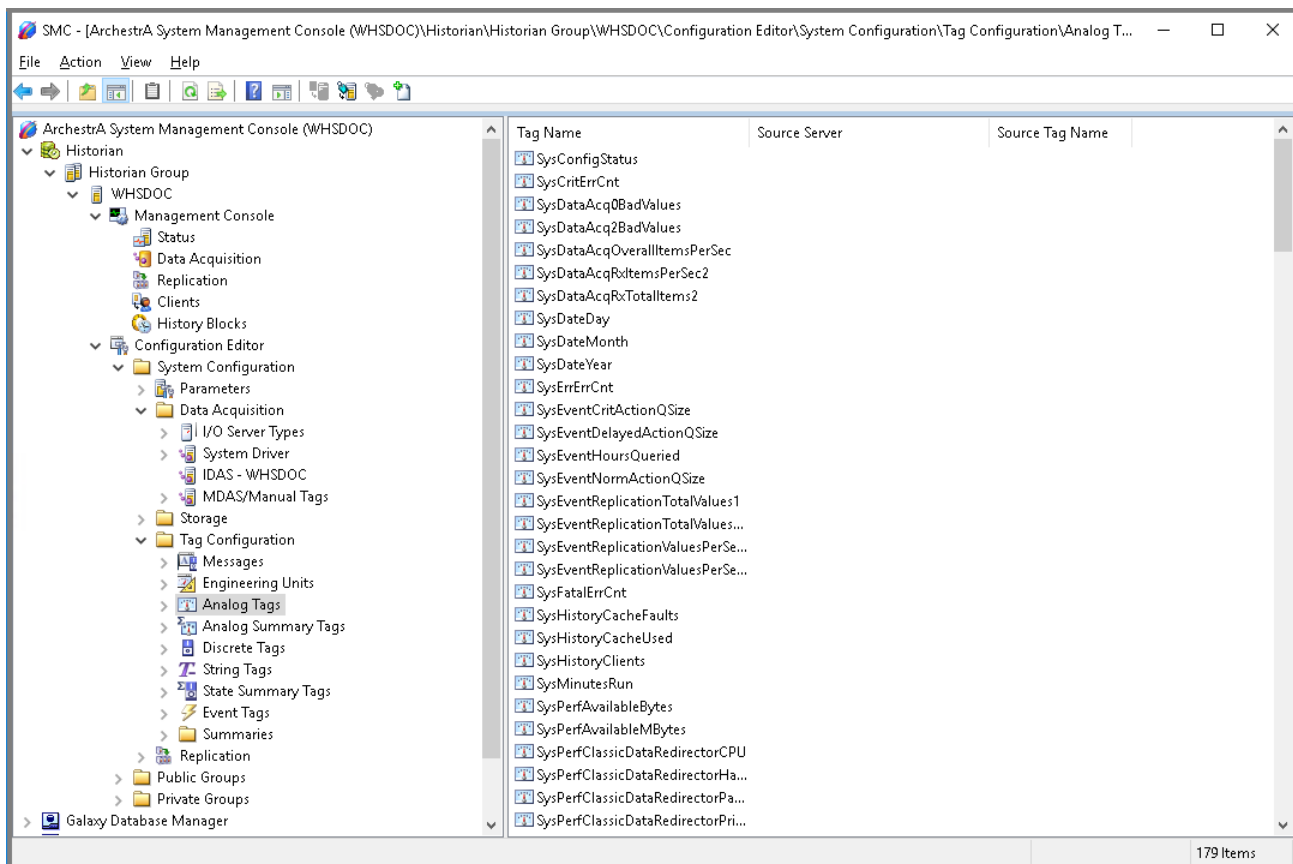 SMC - [ArchestrA System Management Console (WHSDOC)\Historian\Historian Group\WHSDOC\Configuration Editor\System Configuration\Tag Configuration\Analog T...
File Action View Help
ArchestrA System Management Console (WHSDOC)
Historian
Historian Group
WHSDOC
Management Console
Status
Data Acquisition
Replication
Clients
History Blocks
Configuration Editor
System Configuration
Parameters
Data Acquisition
I/O Server Types
System Driver
IDAS - WHSDOC
MDAS/Manual Tags
Storage
Tag Configuration
Messages
Engineering Units
Analog Tags
Analog Summary Tags
Discrete Tags
String Tags
State Summary Tags
Event Tags
Summaries
Replication
Public Groups
Private Groups
Galaxy Database Manager
Tag Name Source Server Source Tag Name
SysConfigStatus
SysCritErrCnt
SysDataAcq0BadValues
SysDataAcq2BadValues
SysDataAcqOverallItemsPerSec
SysDataAcqRxItemsPerSec2
SysDataAcqRxTotalItems2
SysDateDay
SysDateMonth
SysDateYear
SysErrErrCnt
SysEventCritActionQSize
SysEventDelayedActionQSize
SysEventHoursQueried
SysEventNormActionQSize
SysEventReplicationTotalValues1
SysEventReplicationTotalValues...
SysEventReplicationValuesPerSe...
SysEventReplicationValuesPerSe...
SysFatalErrCnt
SysHistoryCacheFaults
SysHistoryCacheUsed
SysHistoryClients
SysMinutesRun
SysPerfAvailableBytes
SysPerfAvailableMBytes
SysPerfClassicDataRedirectorCPU
SysPerfClassicDataRedirectorHa...
SysPerfClassicDataRedirectorPa...
SysPerfClassicDataRedirectorPri...
179 Items